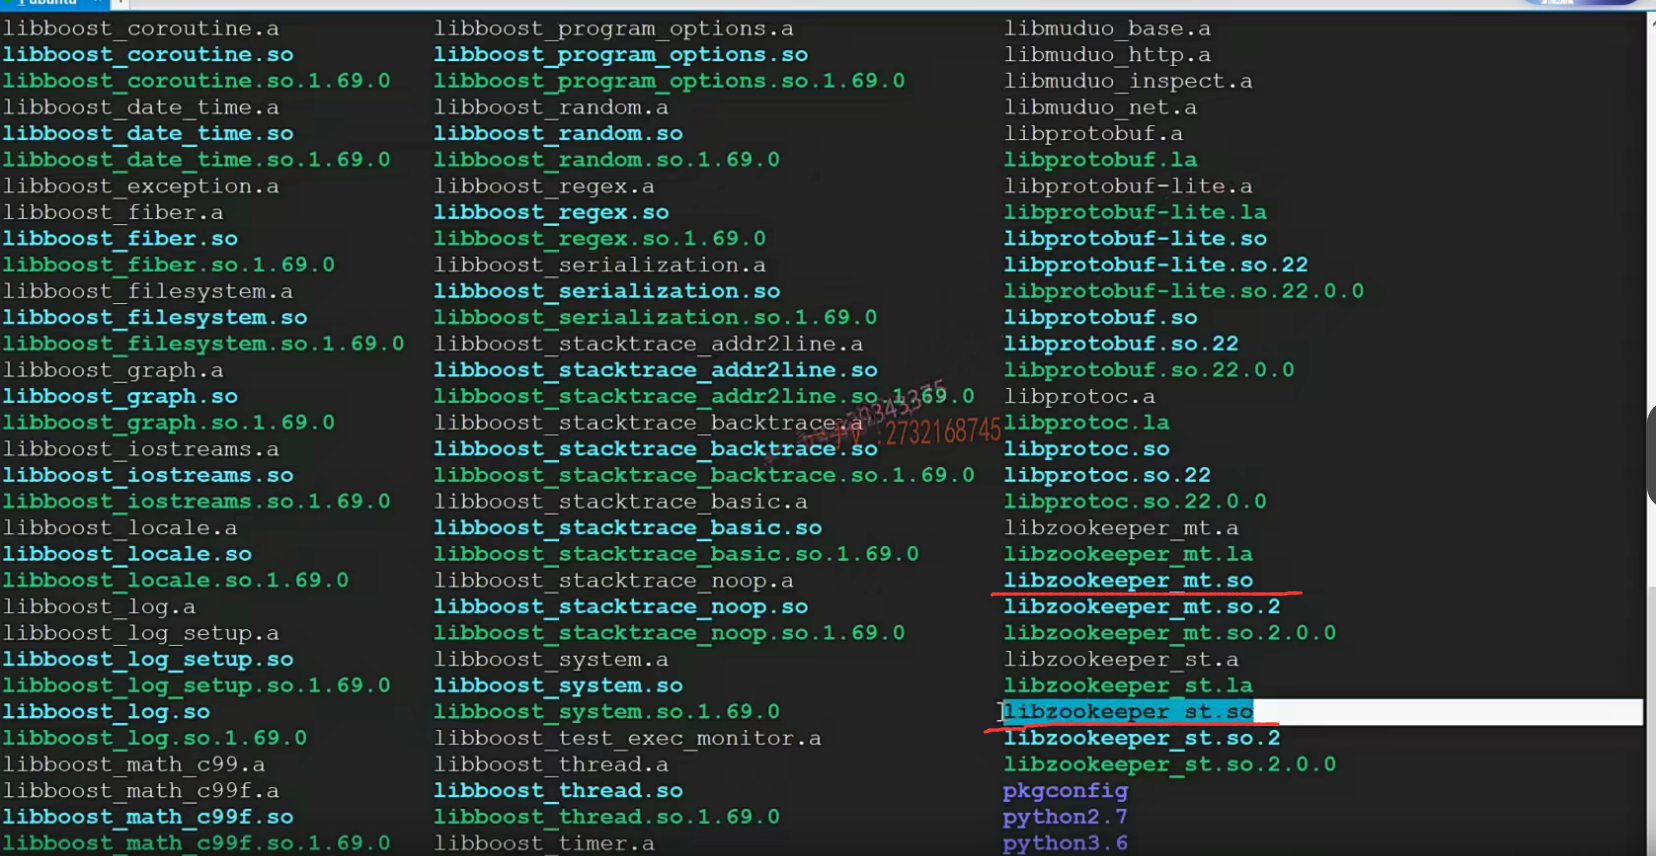 ubuntu
libboost_coroutine.a
libboost_coroutine.so
libboost_coroutine.so.1.69.0
libboost_date_time.a
libboost_date_time.so
libboost_date_time.so.1.69.0
libboost_exception.a
libboost_fiber.a
libboost_fiber.so
libboost_fiber.so.1.69.0
libboost_filesystem.a
libboost_filesystem.so
libboost_filesystem.so.1.69.0
libboost_graph.a
libboost_graph.so
libboost_graph.so.1.69.0
libboost_iostreams.a
libboost_iostreams.so
libboost_iostreams.so.1.69.0
libboost_locale.a
libboost_locale.so
libboost_locale.so.1.69.0
libboost_log.a
libboost_log_setup.a
libboost_log_setup.so
libboost_log_setup.so.1.69.0
libboost_log.so
libboost_log.so.1.69.0
libboost_math_c99.a
libboost_math_c99f.a
libboost_math_c99f.so
libboost_math_c99f.so.1.69.0
libboost_program_options.a
libboost_program_options.so
libboost_program_options.so.1.69.0
libboost_random.a
libboost_random.so
libboost_random.so.1.69.0
libboost_regex.a
libboost_regex.so
libboost_regex.so.1.69.0
libboost_serialization.a
libboost_serialization.so
libboost_serialization.so.1.69.0
libboost_stacktrace_addr2line.a
libboost_stacktrace_addr2line.so
libboost_stacktrace_addr2line.so.1.69.0
libboost_stacktrace_backtrace.a
libboost_stacktrace_backtrace.so
libboost_stacktrace_backtrace.so.1.69.0
libboost_stacktrace_basic.a
libboost_stacktrace_basic.so
libboost_stacktrace_basic.so.1.69.0
libboost_stacktrace_noop.a
libboost_stacktrace_noop.so
libboost_stacktrace_noop.so.1.69.0
libboost_system.a
libboost_system.so
libboost_system.so.1.69.0
libboost_test_exec_monitor.a
libboost_thread.a
libboost_thread.so
libboost_thread.so.1.69.0
libboost_timer.a
:2732168745
libmuduo_base.a
libmuduo_http.a
libmuduo_inspect.a
libmuduo_net.a
libprotobuf.a
libprotobuf.la
libprotobuf-lite.a
libprotobuf-lite.la
libprotobuf-lite.so
libprotobuf-lite.so.22
libprotobuf-lite.so.22.0.0
libprotobuf.so
libprotobuf.so.22
libprotobuf.so.22.0.0
libprotoc.a
libprotoc.la
libprotoc.so
libprotoc.so.22
libprotoc.so.22.0.0
libzookeeper_mt.a
libzookeeper_mt.la
libzookeeper_mt.so
libzookeeper_mt.so.2
libzookeeper_mt.so.2.0.0
libzookeeper_st.a
libzookeeper_st.la
libzookeeper_st.so
libzookeeper_st.so.2
libzookeeper_st.so.2.0.0
pkgconfig
python2.7
python3.6